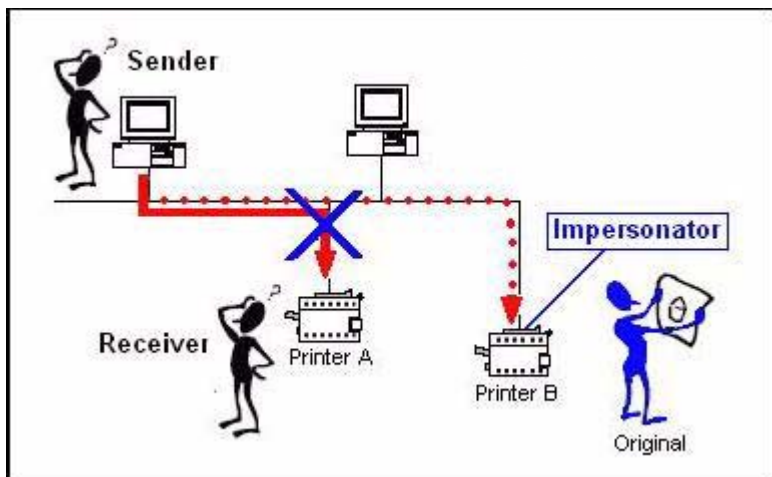 ?
Sender
Impersonator
?
Receiver
Printer A
Printer B
Original